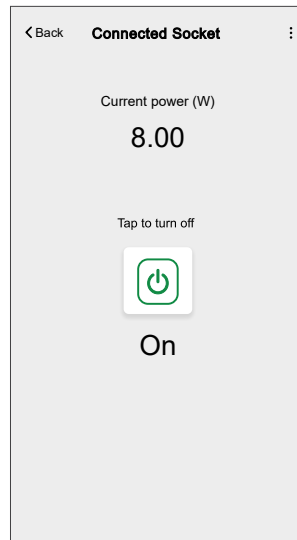 Back Connected Socket
Current power (W)
8.00
Tap to turn off
On